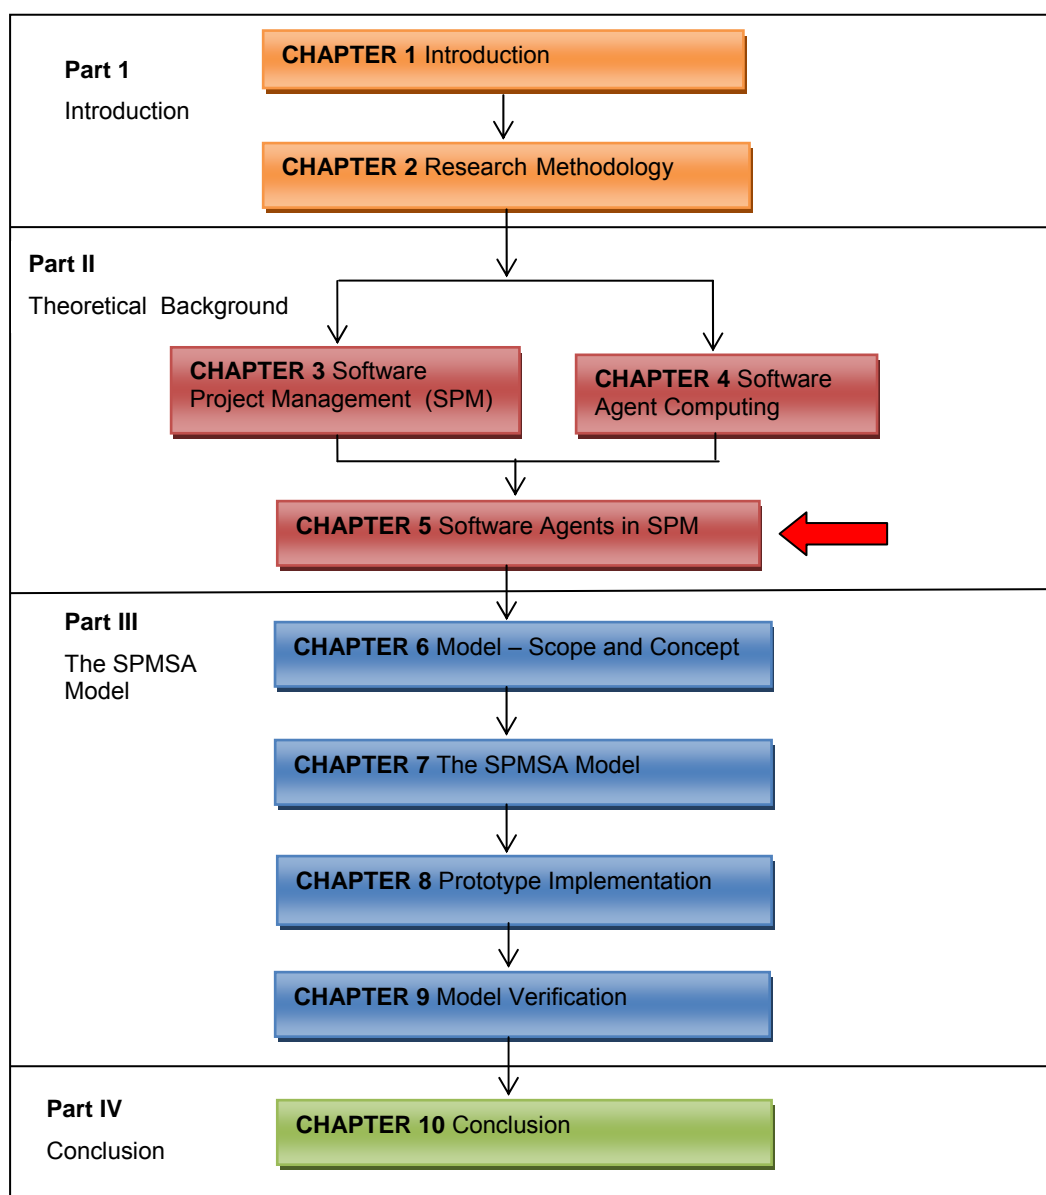 Part 1
Introduction
CHAPTER 1 Introduction
CHAPTER 2 Research Methodology
Part II
Theoretical Background
CHAPTER 3 Software
Project Management (SPM)
CHAPTER 4 Software
Agent Computing
CHAPTER 5 Software Agents in SPM
Part III
The SPMSA
Model
CHAPTER 6 Model – Scope and Concept
CHAPTER 7 The SPMSA Model
CHAPTER 8 Prototype Implementation
CHAPTER 9 Model Verification
Part IV
Conclusion
CHAPTER 10 Conclusion